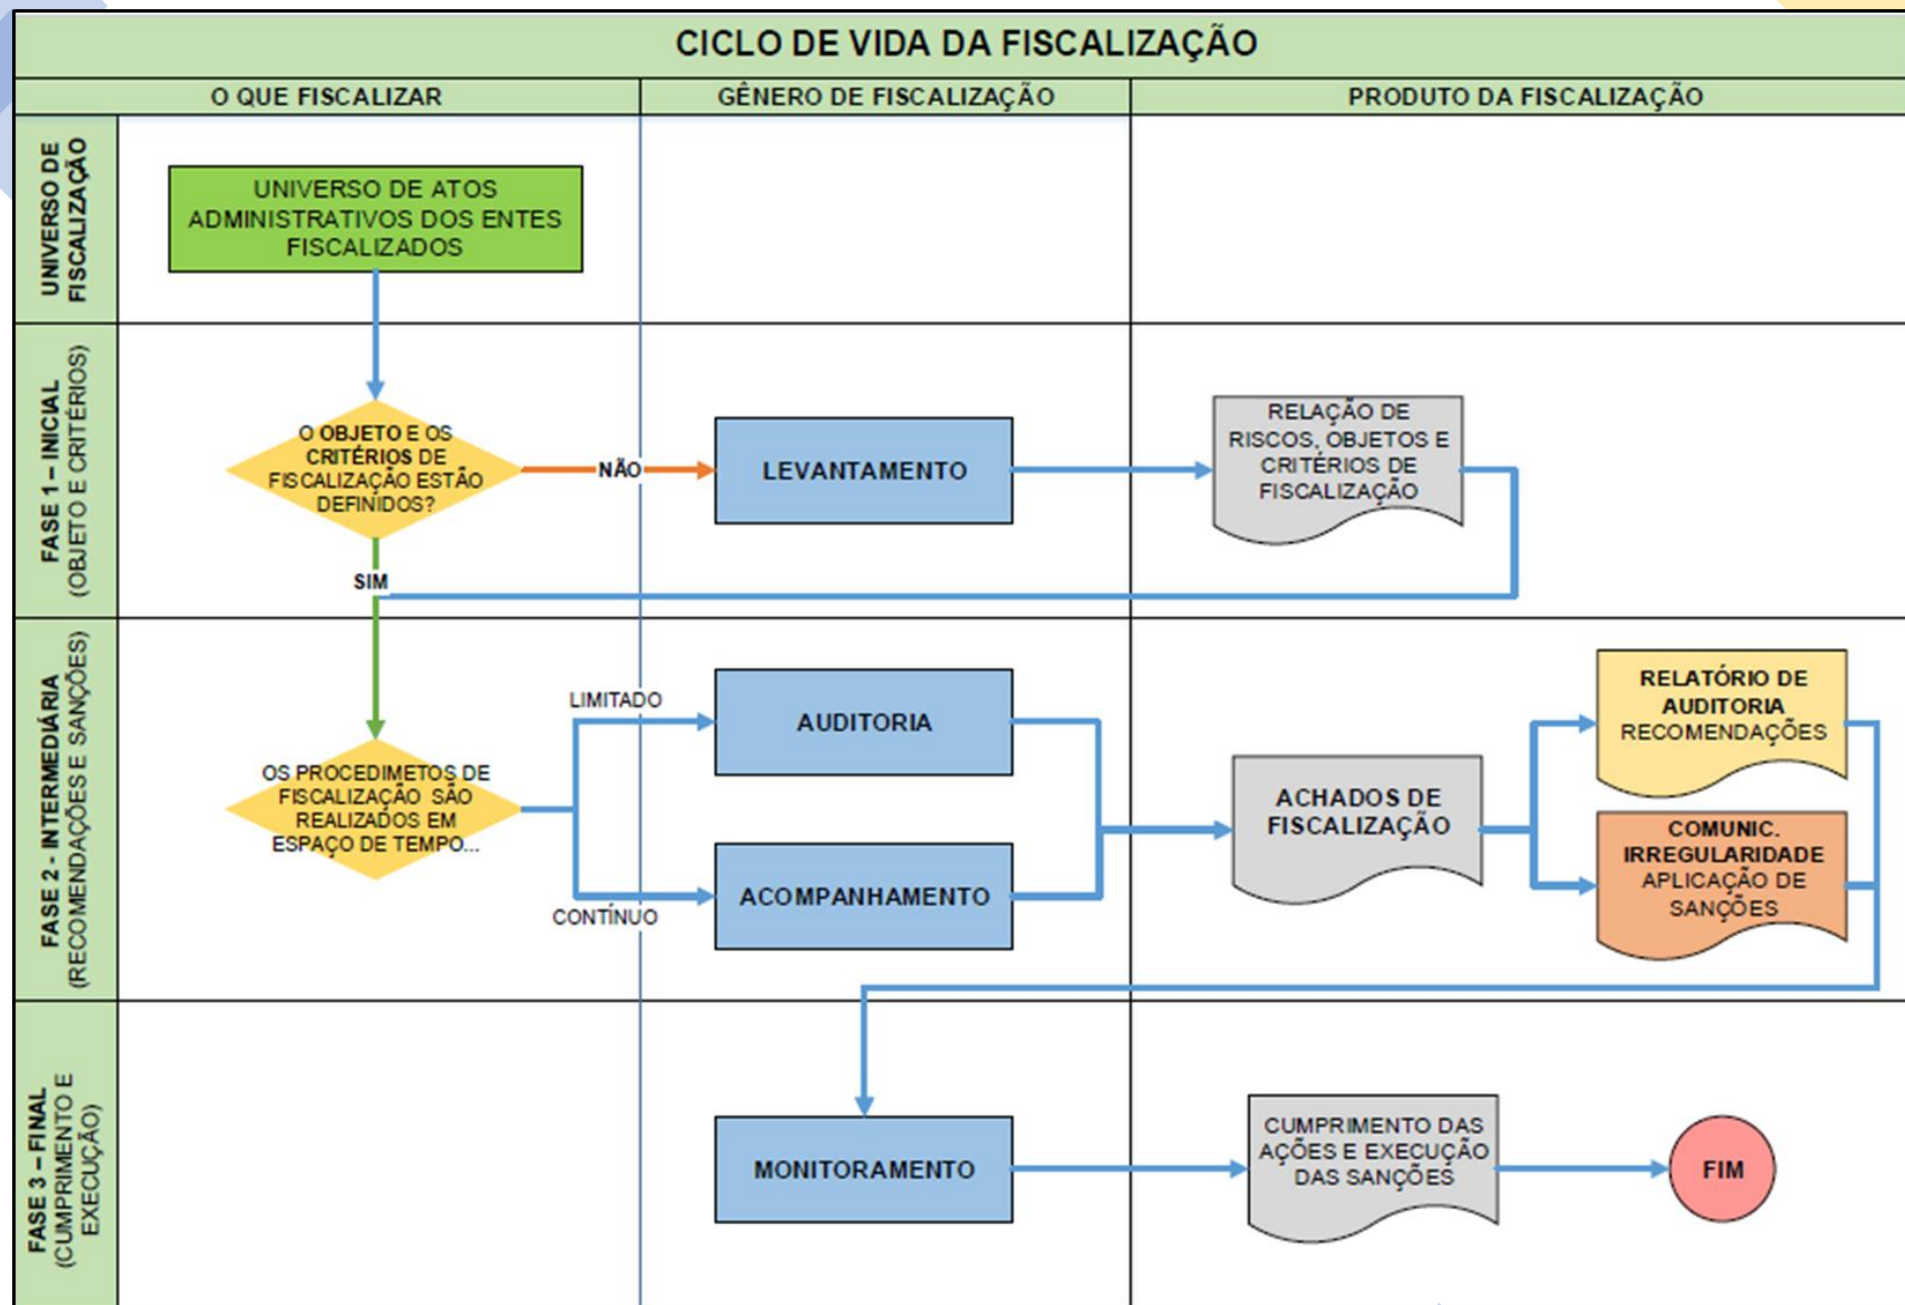 CICLO DE VIDA DA FISCALIZAÇÃO
O QUE FISCALIZAR
GÊNERO DE FISCALIZAÇÃO
PRODUTO DA FISCALIZAÇÃO
UNIVERSO DE
FISCALIZAÇÃO
UNIVERSO DE ATOS
ADMINISTRATIVOS DOS ENTES
FISCALIZADOS
FASE 1 – INICIAL
(OBJETO E CRITÉRIOS)
O OBJETO E OS
CRITÉRIOS DE
FISCALIZAÇÃO ESTÃO
DEFINIDOS?
NÃO
SIM
LEVANTAMENTO
RELAÇÃO DE
RISCOS, OBJETOS E
CRITÉRIOS DE
FISCALIZAÇÃO
FASE 2 - INTERMEDIÁRIA
(RECOMENDAÇÕES E SANÇÕES)
OS PROCEDIMETOS DE
FISCALIZAÇÃO SÃO
REALIZADOS EM
ESPAÇO DE TEMPO...
LIMITADO
CONTÍNUO
AUDITORIA
ACOMPANHAMENTO
ACHADOS DE
FISCALIZAÇÃO
RELATÓRIO DE
AUDITORIA
RECOMENDAÇÕES
COMUNIC.
IRREGULARIDADE
APLICAÇÃO DE
SANÇÕES
FASE 3 – FINAL
(CUMPRIMENTO E
EXECUÇÃO)
MONITORAMENTO
CUMPRIMENTO DAS
AÇÕES E EXECUÇÃO
DAS SANÇÕES
FIM